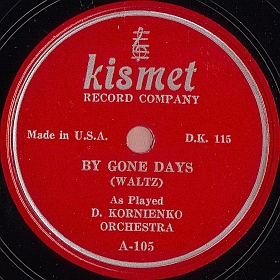 kismet
RECORD COMPANY
Made in U.S.A. D.K. 115
BY GONE DAYS
(WALTZ)
As Played
D. KORNIENKO
ORCHESTRA
A-105